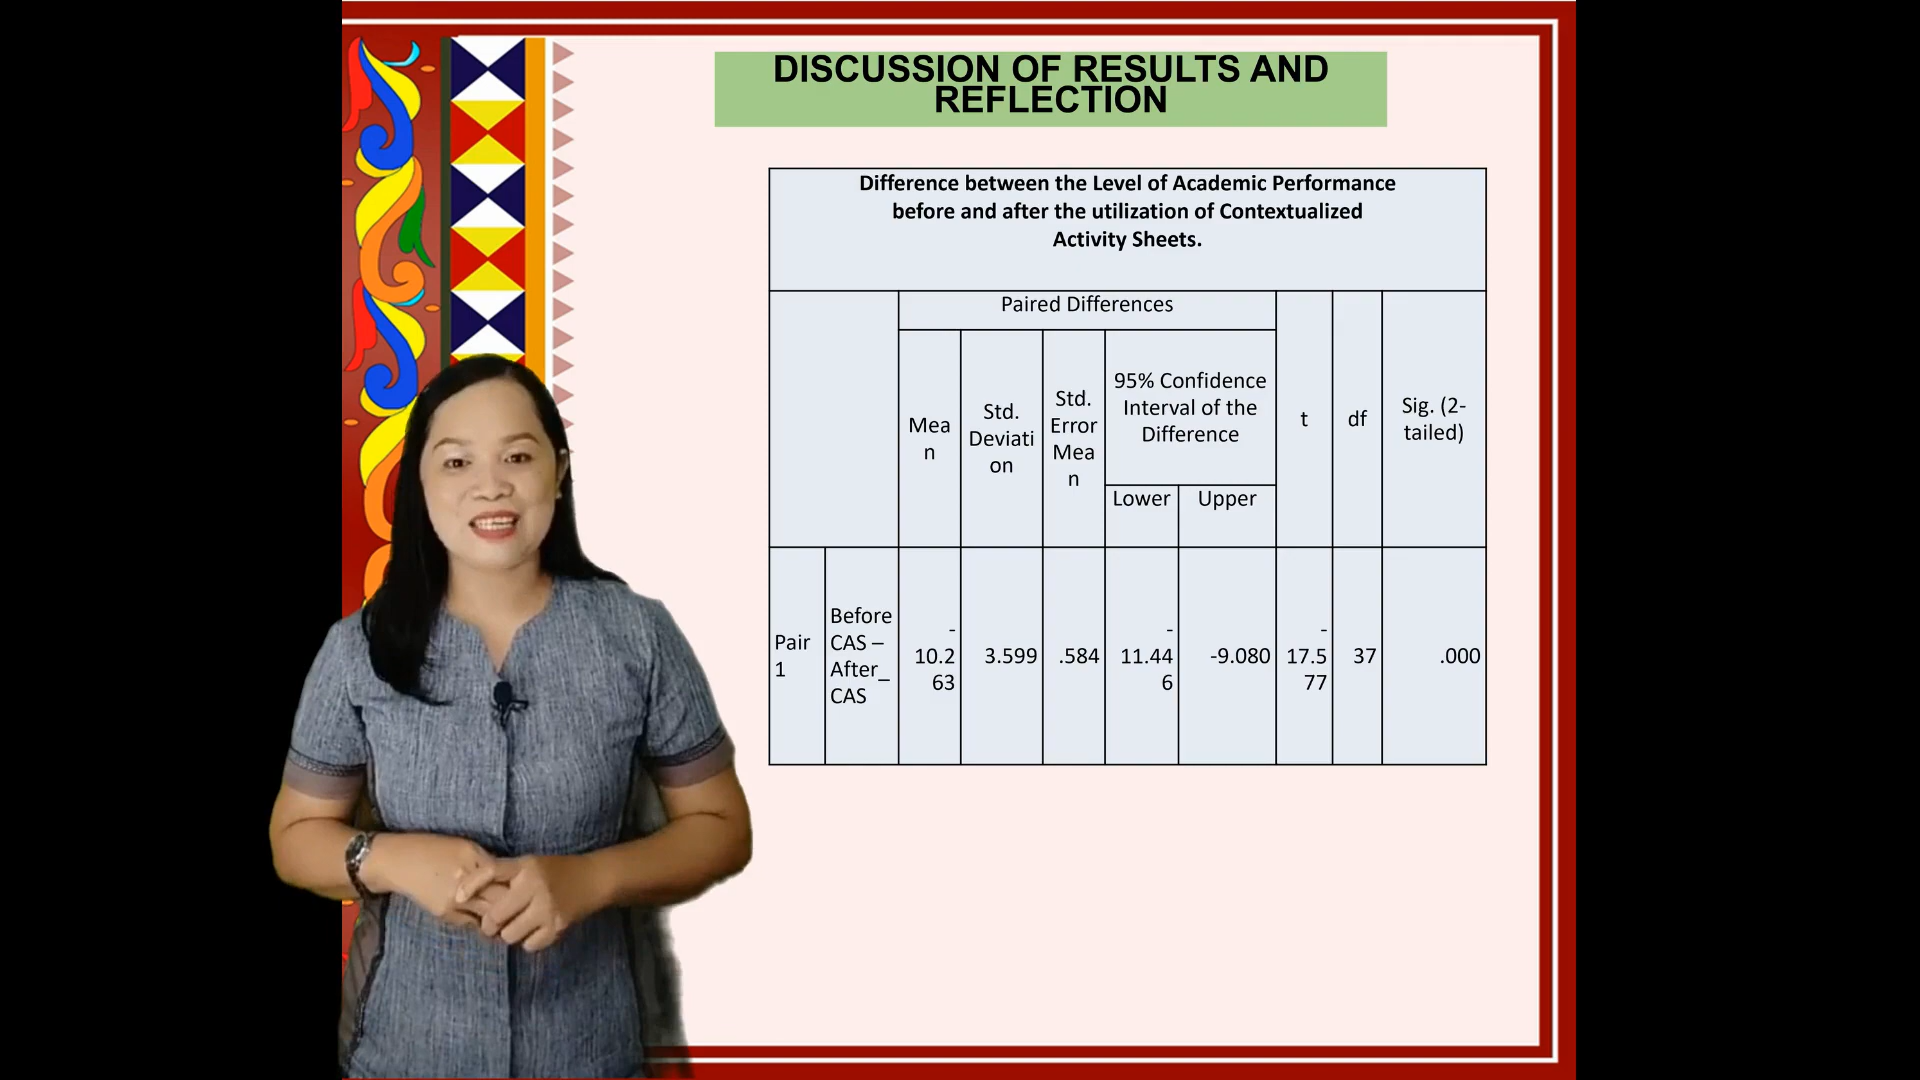 DISCUSSION OF RESULTS AND
REFLECTION
Difference between the Level of Academic Performance
before and after the utilization of Contextualized
Activity Sheets.
Paired Differences
Mea
n
Std.
Deviati
on
Std.
Error
Mea
n
95% Confidence
Interval of the
Difference
Lower
Upper
t
df
Sig. (2-
tailed)
Pair
1
Before
CAS –
After_
CAS
-
10.2
63
3.599
.584
-
11.44
6
-9.080
-
17.5
77
37
.000